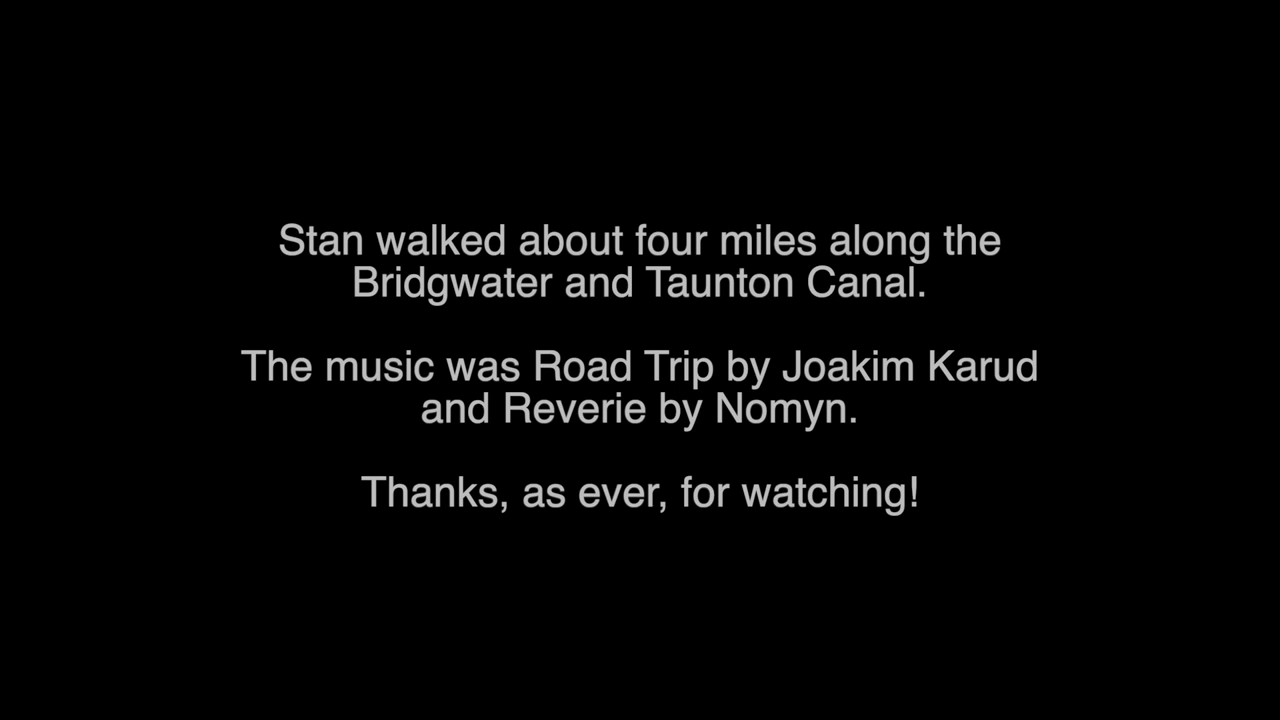 Stan walked about four miles along the
Bridgwater and Taunton Canal.
The music was Road Trip by Joakim Karud
and Reverie by Nomyn.
Thanks, as ever, for watching!